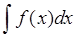 ∫ f(x)dx